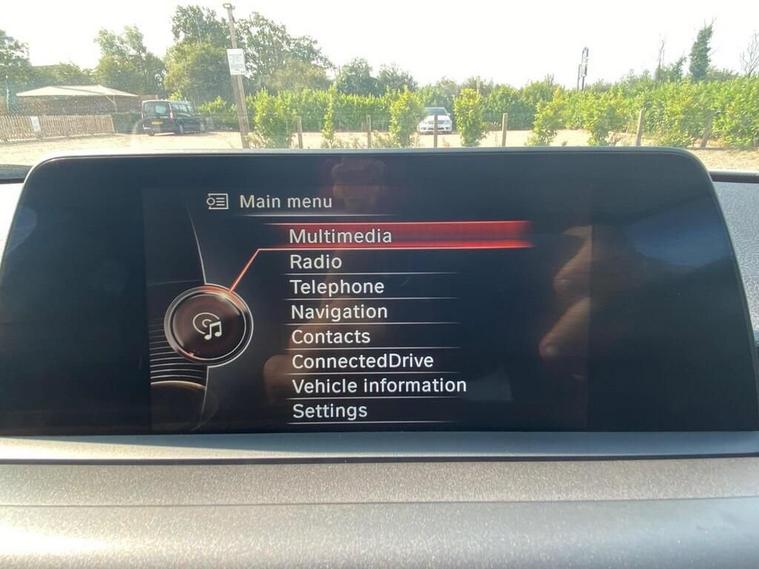 Main menu
Multimedia
Radio
Telephone
Navigation
Contacts
ConnectedDrive
Vehicle information
Settings